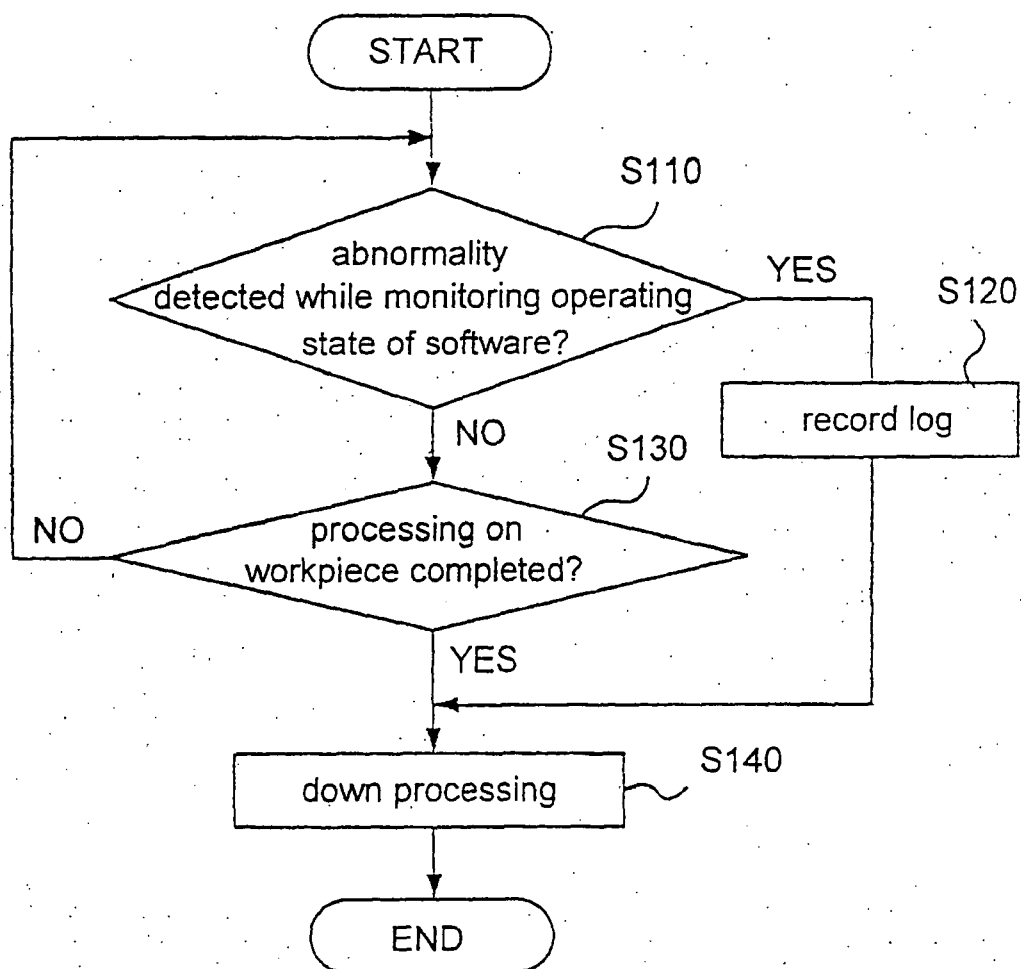 START
S110
abnormality
detected while monitoring operating
state of software?
YES
S120
record log
NO
S130
processing on
workpiece completed?
NO
YES
S140
down processing
END